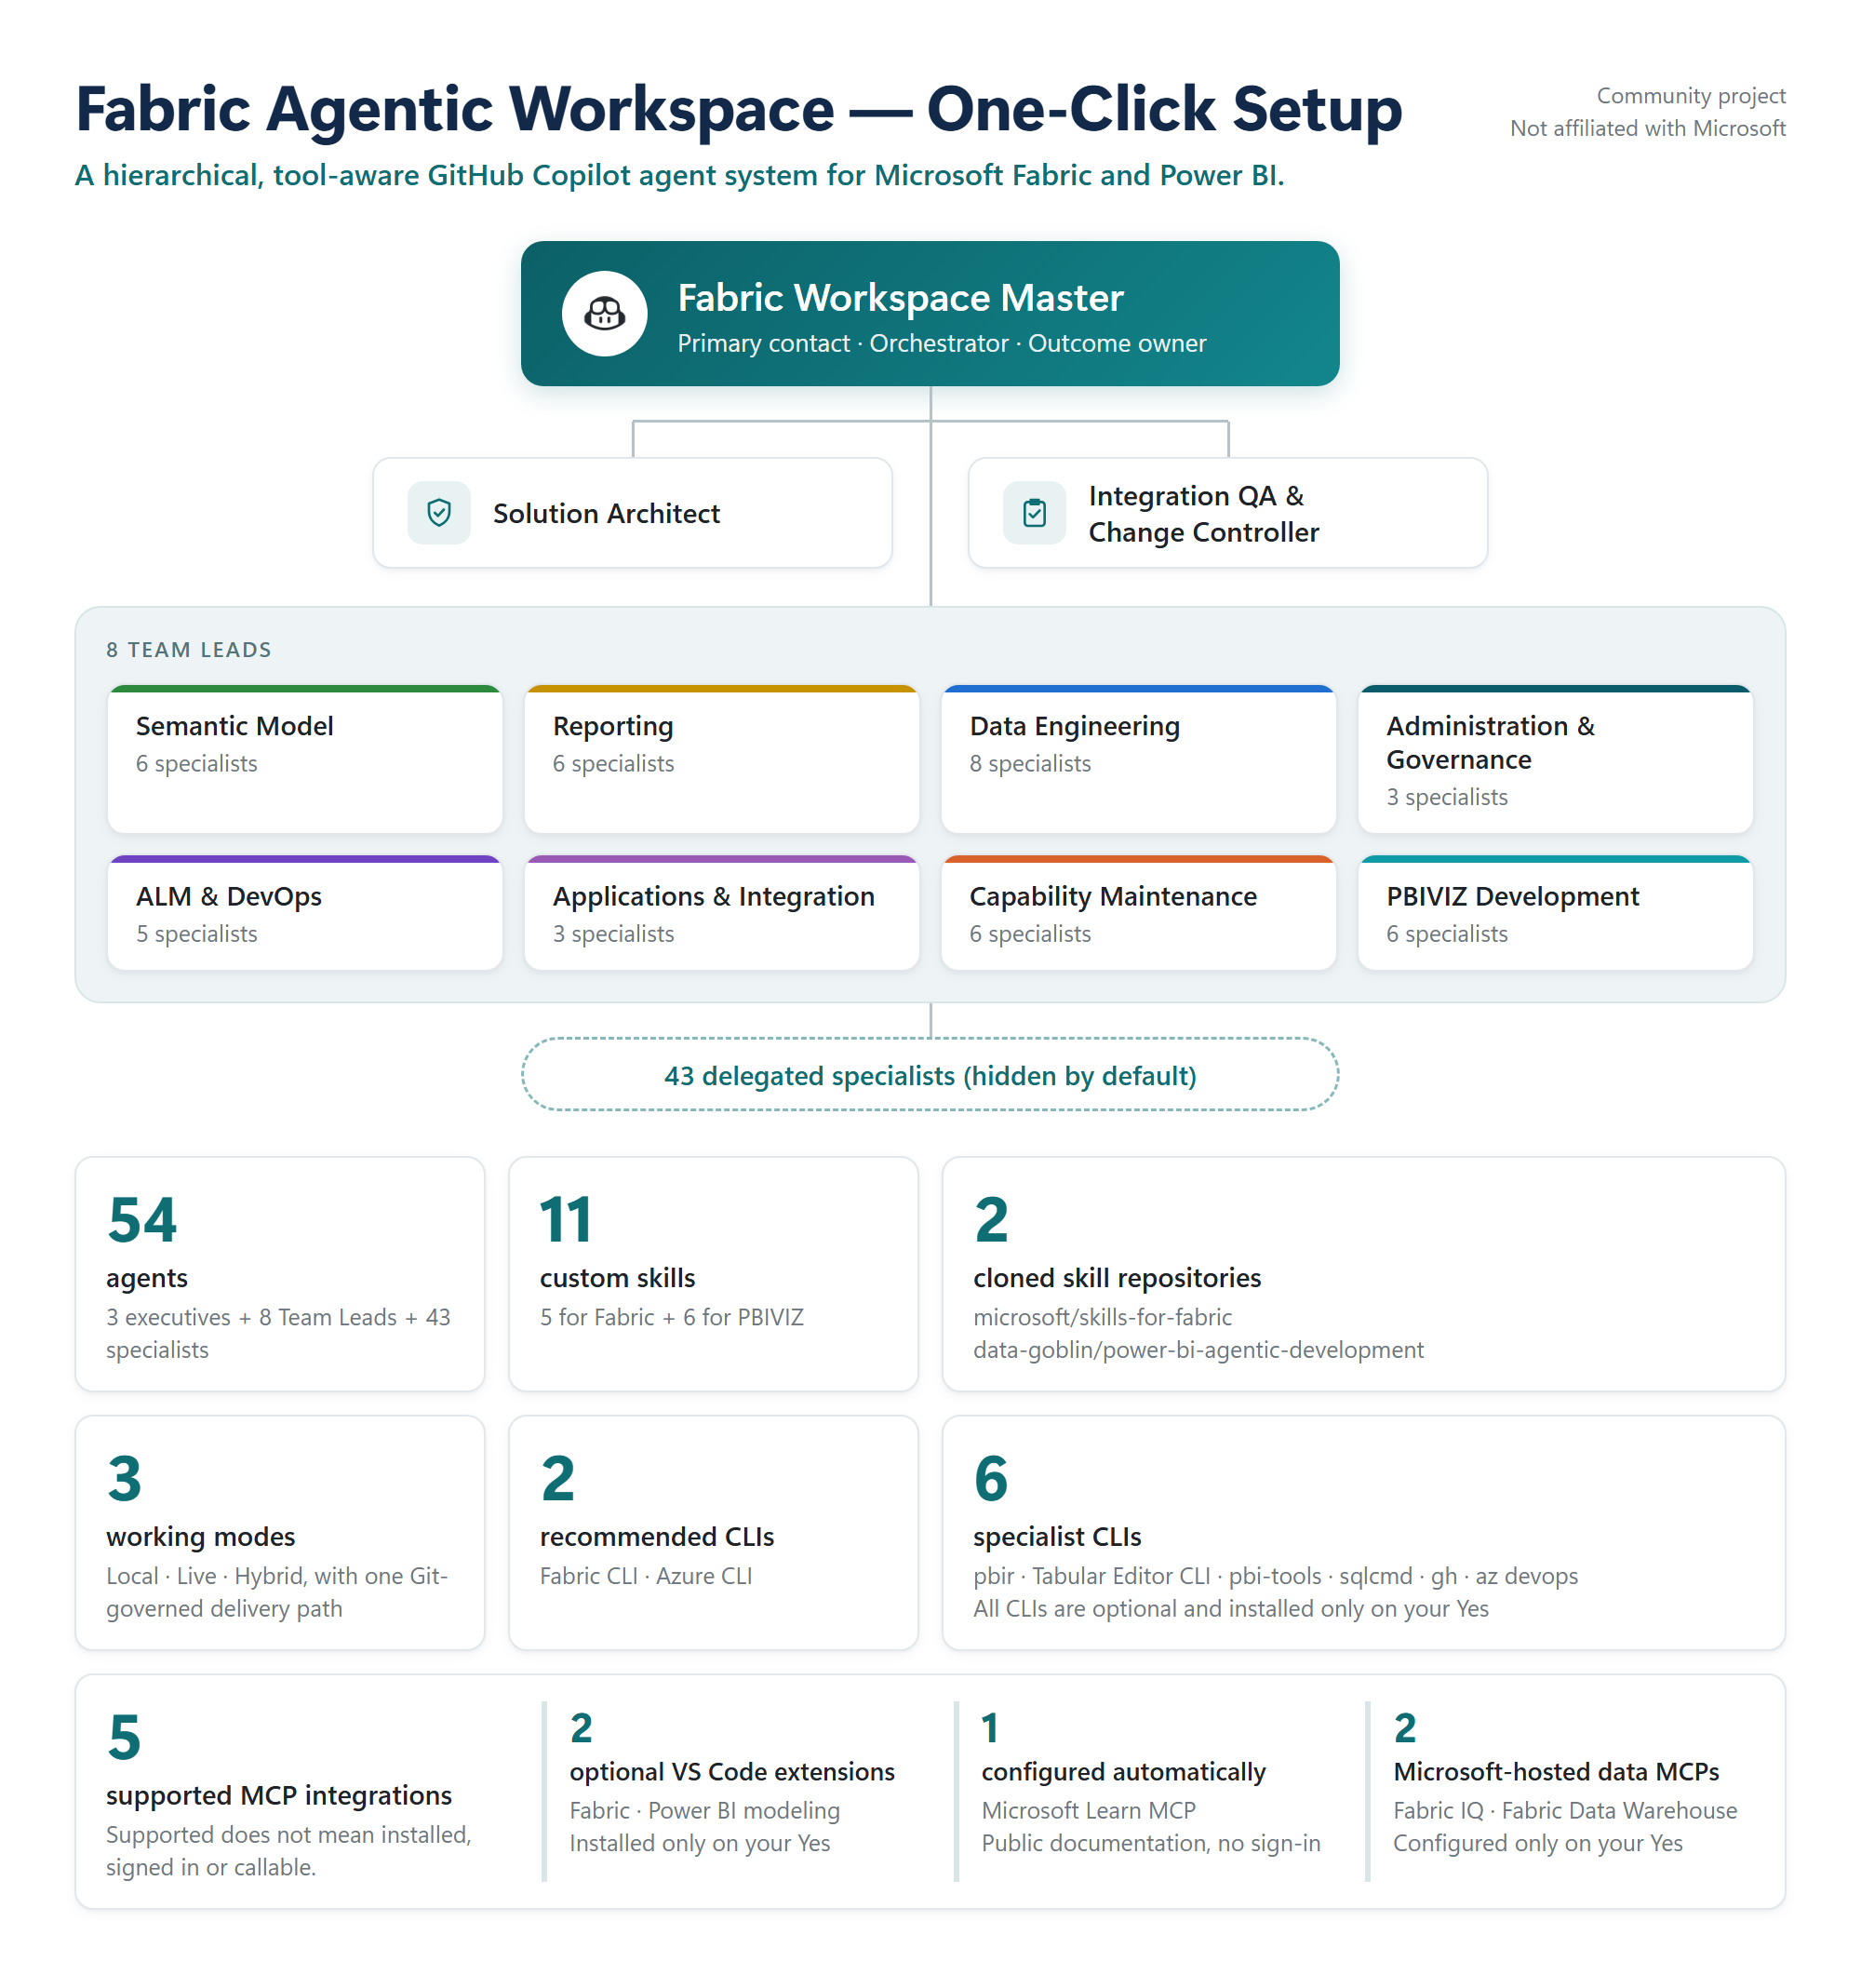 Fabric Agentic Workspace — One-Click Setup
Community project
Not affiliated with Microsoft
A hierarchical, tool-aware GitHub Copilot agent system for Microsoft Fabric and Power BI.
Fabric Workspace Master
Primary contact · Orchestrator · Outcome owner
Solution Architect
Integration QA &
Change Controller
8 TEAM LEADS
Semantic Model
6 specialists
Reporting
6 specialists
Data Engineering
8 specialists
Administration &
Governance
3 specialists
ALM & DevOps
5 specialists
Applications & Integration
3 specialists
Capability Maintenance
6 specialists
PBIVIZ Development
6 specialists
43 delegated specialists (hidden by default)
54
agents
3 executives + 8 Team Leads + 43
specialists
11
custom skills
5 for Fabric + 6 for PBIVIZ
2
cloned skill repositories
microsoft/skills-for-fabric
data-goblin/power-bi-agentic-development
3
working modes
Local · Live · Hybrid, with one Git-
governed delivery path
2
recommended CLIs
Fabric CLI · Azure CLI
6
specialist CLIs
pbir · Tabular Editor CLI · pbi-tools · sqlcmd · gh · az devops
All CLIs are optional and installed only on your Yes
5
supported MCP integrations
Supported does not mean installed,
signed in or callable.
2
optional VS Code extensions
Fabric · Power BI modeling
Installed only on your Yes
1
configured automatically
Microsoft Learn MCP
Public documentation, no sign-in
2
Microsoft-hosted data MCPs
Fabric IQ · Fabric Data Warehouse
Configured only on your Yes